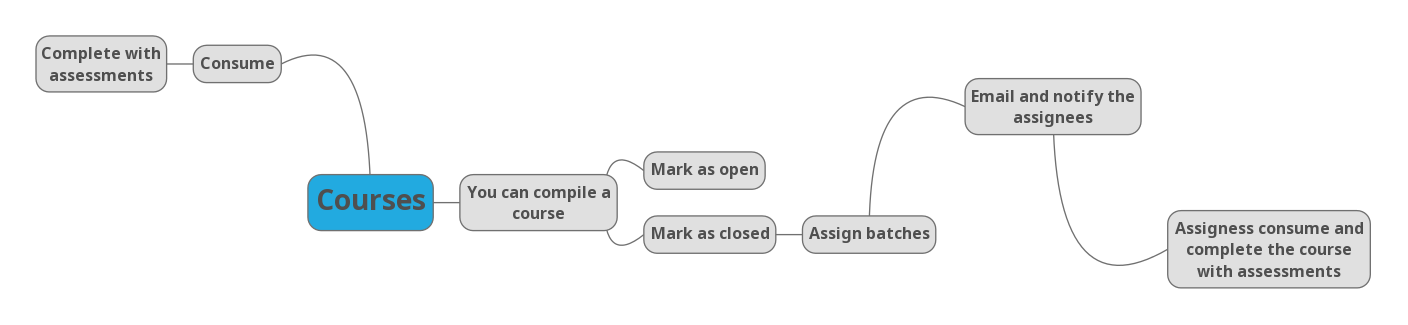 Complete with
assessments
Consume
Courses
You can compile a
course
Mark as open
Mark as closed
Assign batches
Email and notify the
assignees
Assigness consume and
complete the course
with assessments